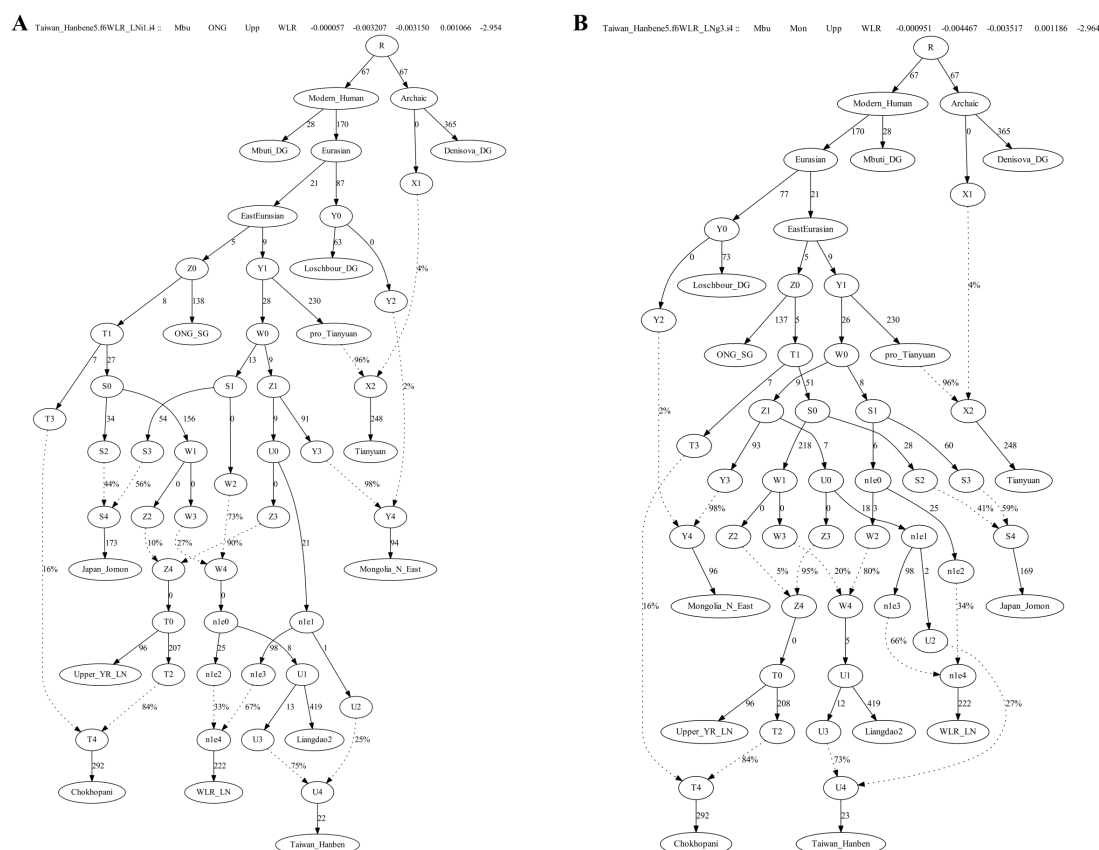 A
Taiwan_Hanbene5.f6WLR_LNi1.i4 :: Mbu ONG Upp WLR -0.000057 -0.003207 -0.003150 0.001066 -2.954
R
67 67
Modern_Human Archaic
28 170 0 365
Mbuti_DG Eurasian Denisova_DG
X1
21 87
EastEurasian Y0
5 9 63 0 4%
Z0 Y1 Loschbour_DG
Y2
8 138 28 230
T1 ONG_SG W0 pro_Tianyuan
7 27 13 9 96% 2%
S0 S1 Z1 X2
T3
34 156 54 0 9 91 248
S2 S3 W1 U0 Y3 Tianyuan
W2
44% 56% 0 0 73% 0 98%
S4 Z2 W3 Z3 Y4
173 10% 27% 90% 21 94
Japan_Jomon Z4 W4 Mongolia_N_East
16%
0 0
T0 n1e0 n1e1
96 207 25 8 98 1
Upper_YR_LN T2 n1e2 n1e3 U1
U2
84% 33% 67% 13 419 25%
T4 n1e4 U3 Liangdao2
292 222 75%
Chokhopani WLR_LN U4
22
Taiwan_Hanben
B
Taiwan_Hanbene5.f6WLR_LNg3.i4 :: Mbu Mon Upp WLR -0.000951 -0.004467 -0.003517 0.001186 -2.964
R
67 67
Modern_Human Archaic
170 28 0 365
Eurasian Mbuti_DG Denisova_DG
X1
77 21
Y0 EastEurasian
0 73 5 9 4%
Loschbour_DG Z0 Y1
Y2
137 5 26 230
ONG_SG T1 W0 pro_Tianyuan
7 51 9 8 96%
2% Z1 S0 S1 X2
T3
93 218 7 6 28 60 248
Y3 W1 U0 n1e0 S2 S3 Tianyuan
98% 0 0 0 18 3 25 41% 59%
Y4 Z2 W3 Z3 W2 n1e1 S4
n1e2
96 5% 95% 20% 80% 98 2 34% 169
Mongolia_N_East Z4 W4 n1e3 Japan_Jomon
16%
U2
0 5 66%
T0 U1 n1e4
96 208 12 419 222 27%
Upper_YR_LN T2 U3 Liangdao2 WLR_LN
84% 73%
T4 U4
292 23
Chokhopani Taiwan_Hanben